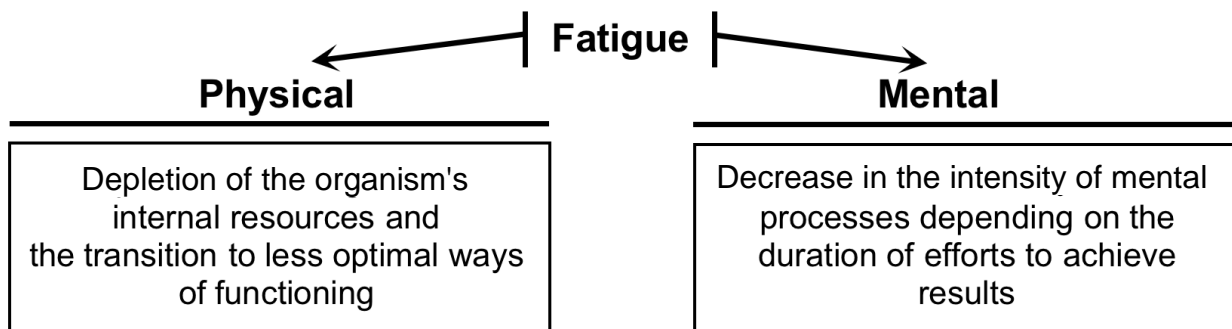 Fatigue
Physical
Mental
Depletion of the organism's
internal resources and
the transition to less optimal ways
of functioning
Decrease in the intensity of mental
processes depending on the
duration of efforts to achieve
results